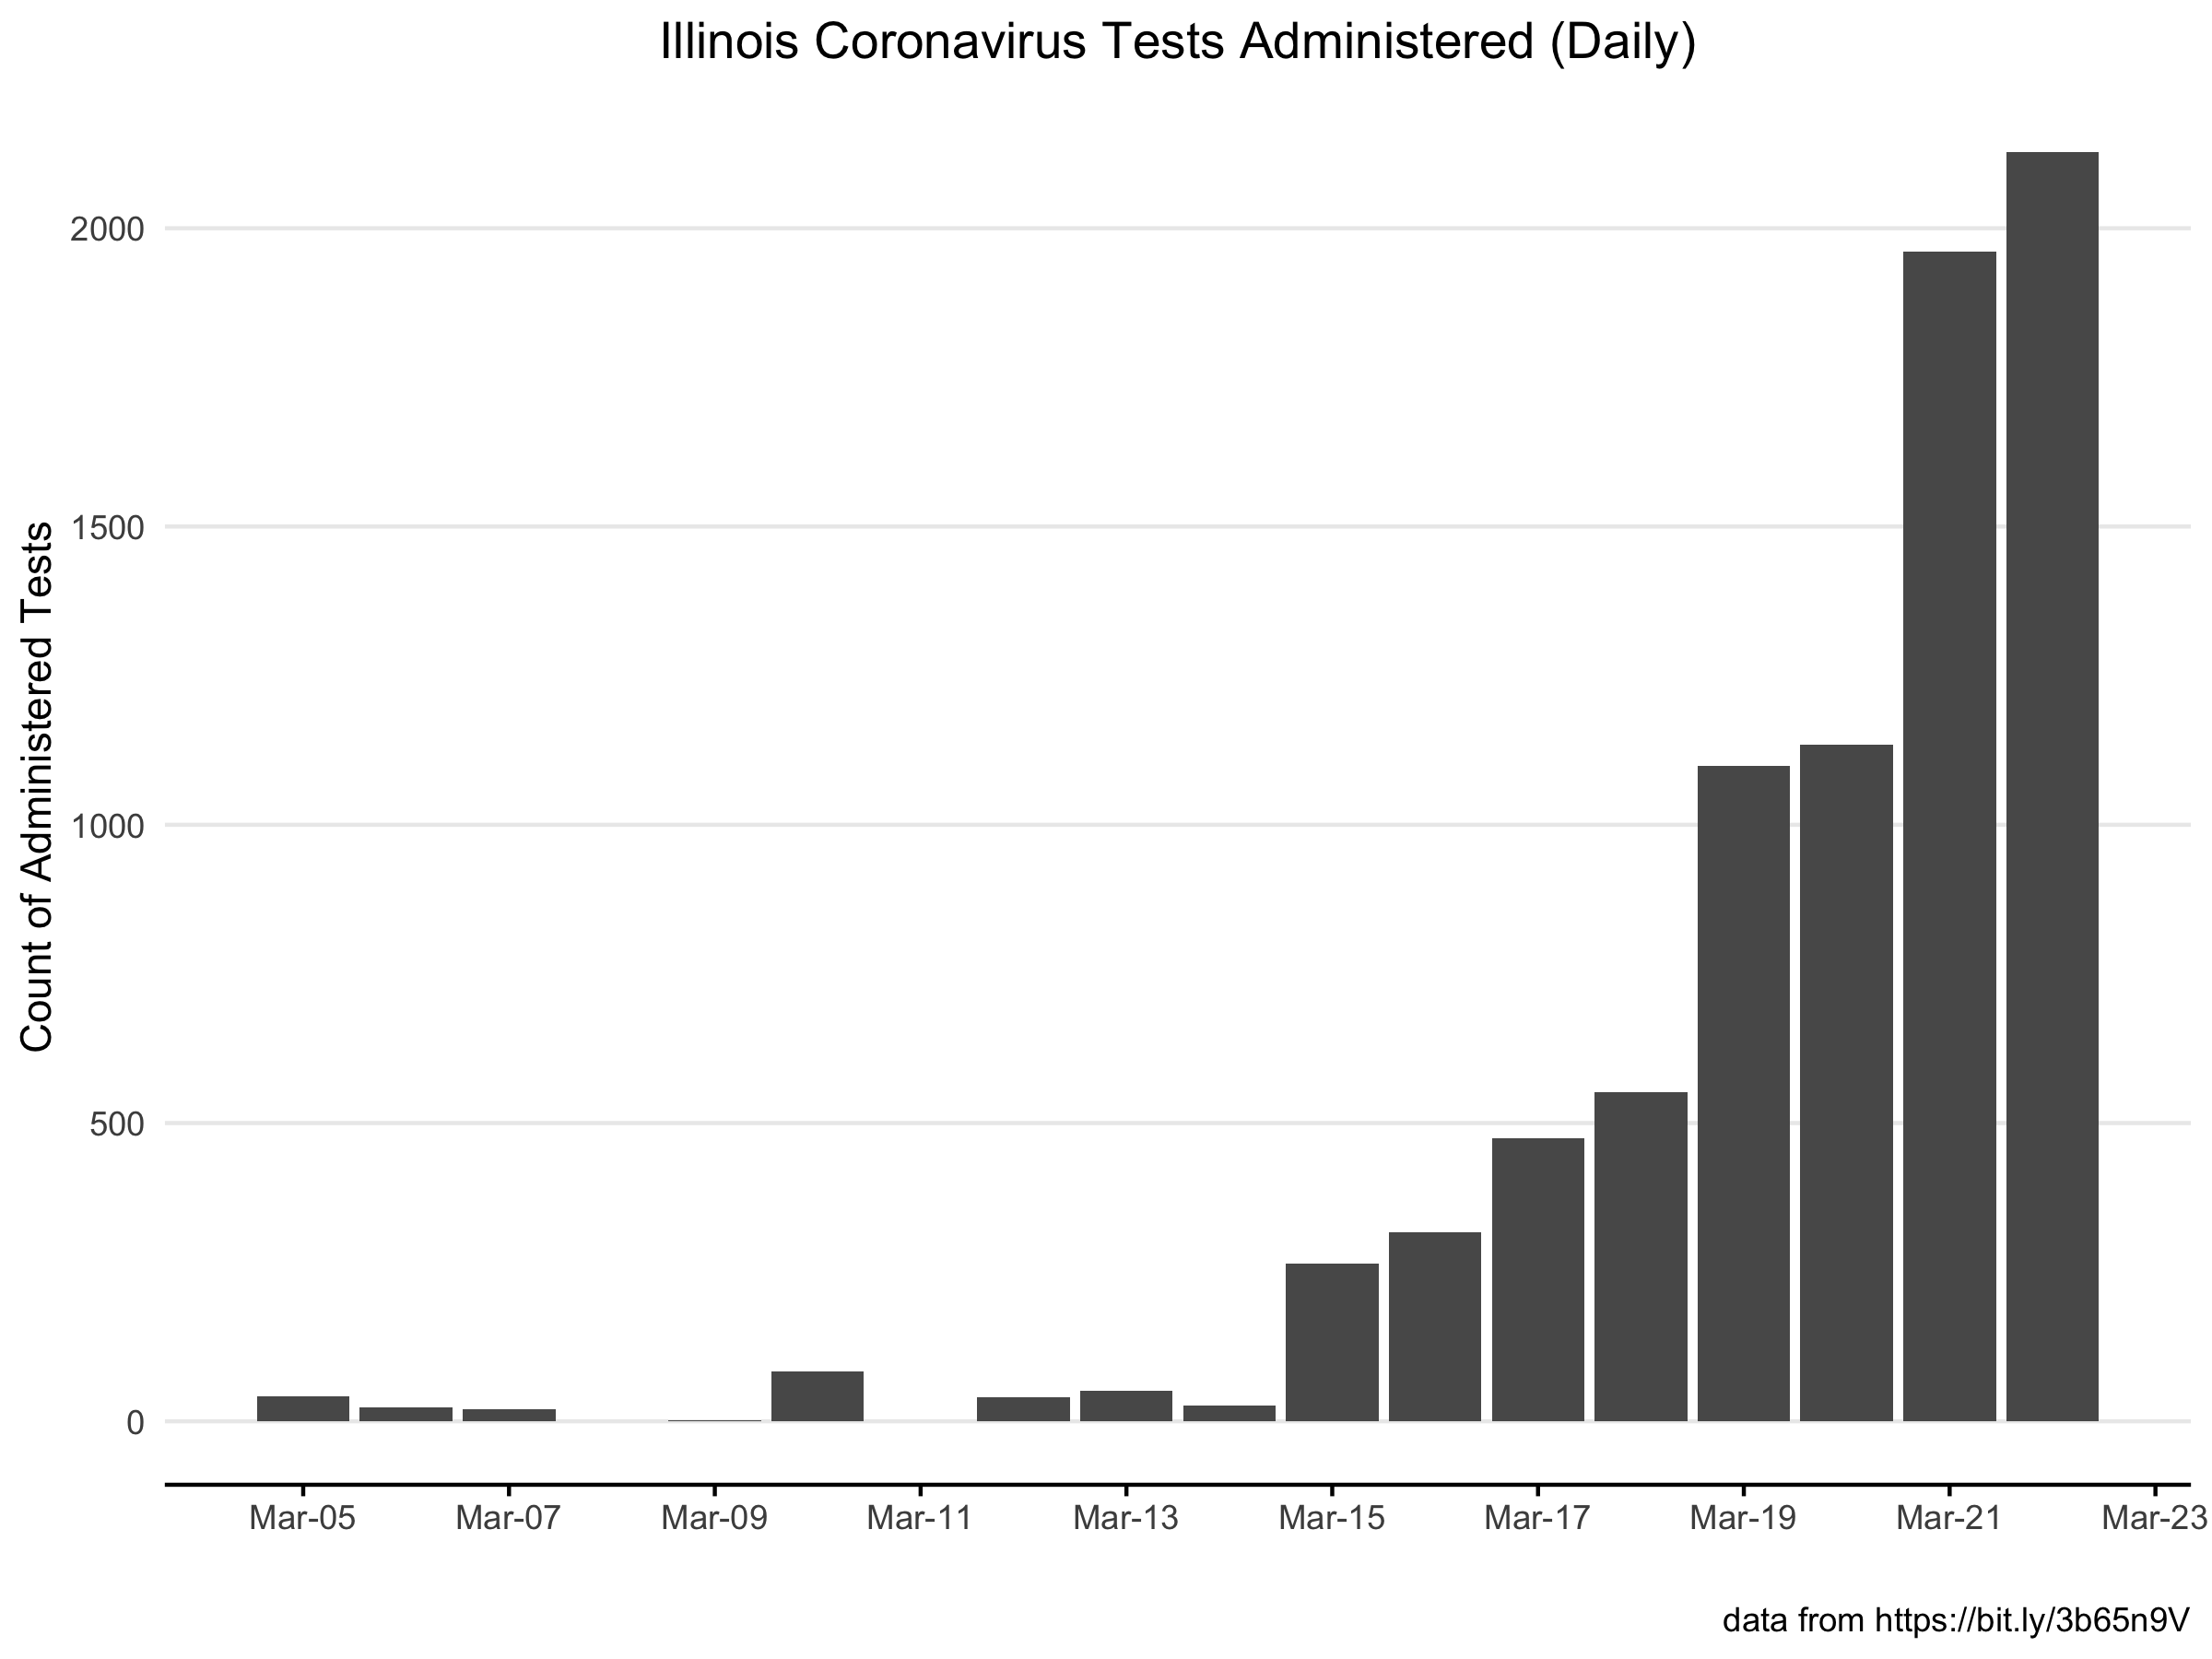 Illinois Coronavirus Tests Administered (Daily)
Count of Administered Tests
2000
1500
1000
500
0
Mar-05 Mar-07 Mar-09 Mar-11 Mar-13 Mar-15 Mar-17 Mar-19 Mar-21 Mar-23
data from https://bit.ly/3b65n9V